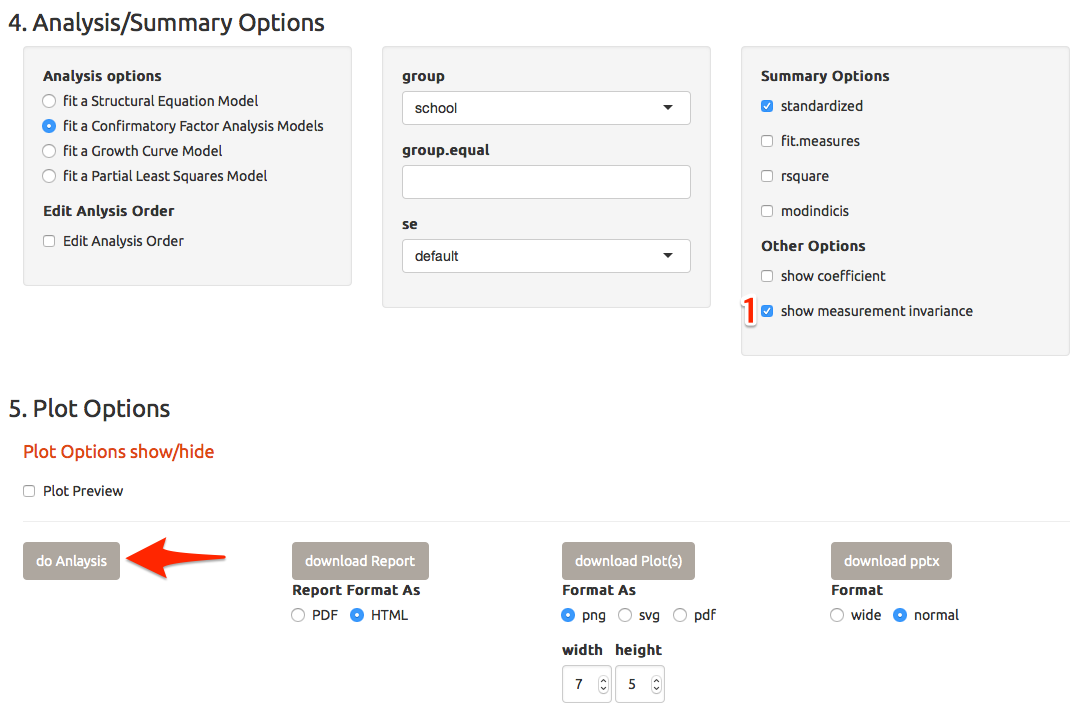 4. Analysis/Summary Options
Analysis options
fit a Structural Equation Model
fit a Confirmatory Factor Analysis Models
fit a Growth Curve Model
fit a Partial Least Squares Model
Edit Anlysis Order
Edit Analysis Order
group
school
group.equal
se
default
Summary Options
standardized
fit.measures
rsquare
modindicis
Other Options
show coefficient
1 show measurement invariance
5. Plot Options
Plot Options show/hide
Plot Preview
do Anlaysis
download Report
Report Format As
PDF HTML
download Plot(s)
Format As
png svg pdf
width height
7 5
download pptx
Format
wide normal